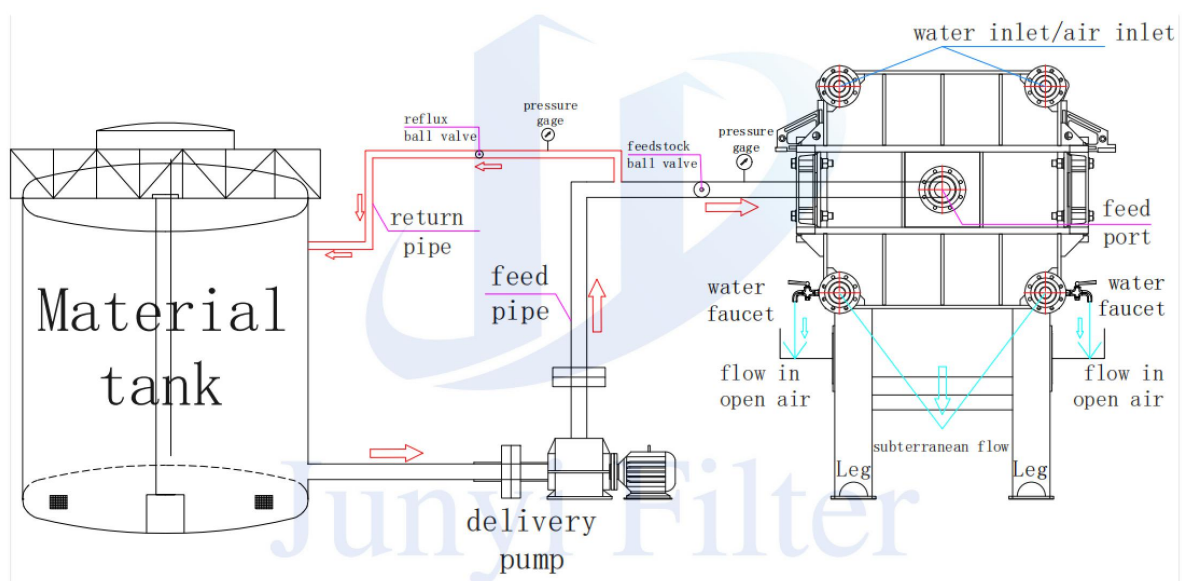 water inlet/air inlet
pressure
gage
reflux
ball valve
feedstock
ball valve
pressure
gage
return
pipe
feed
port
feed
pipe
water
faucet
water
faucet
Material
tank
flow in
open air
flow in
open air
subterranean flow
Leg
Leg
delivery
pump
Junyi Filter